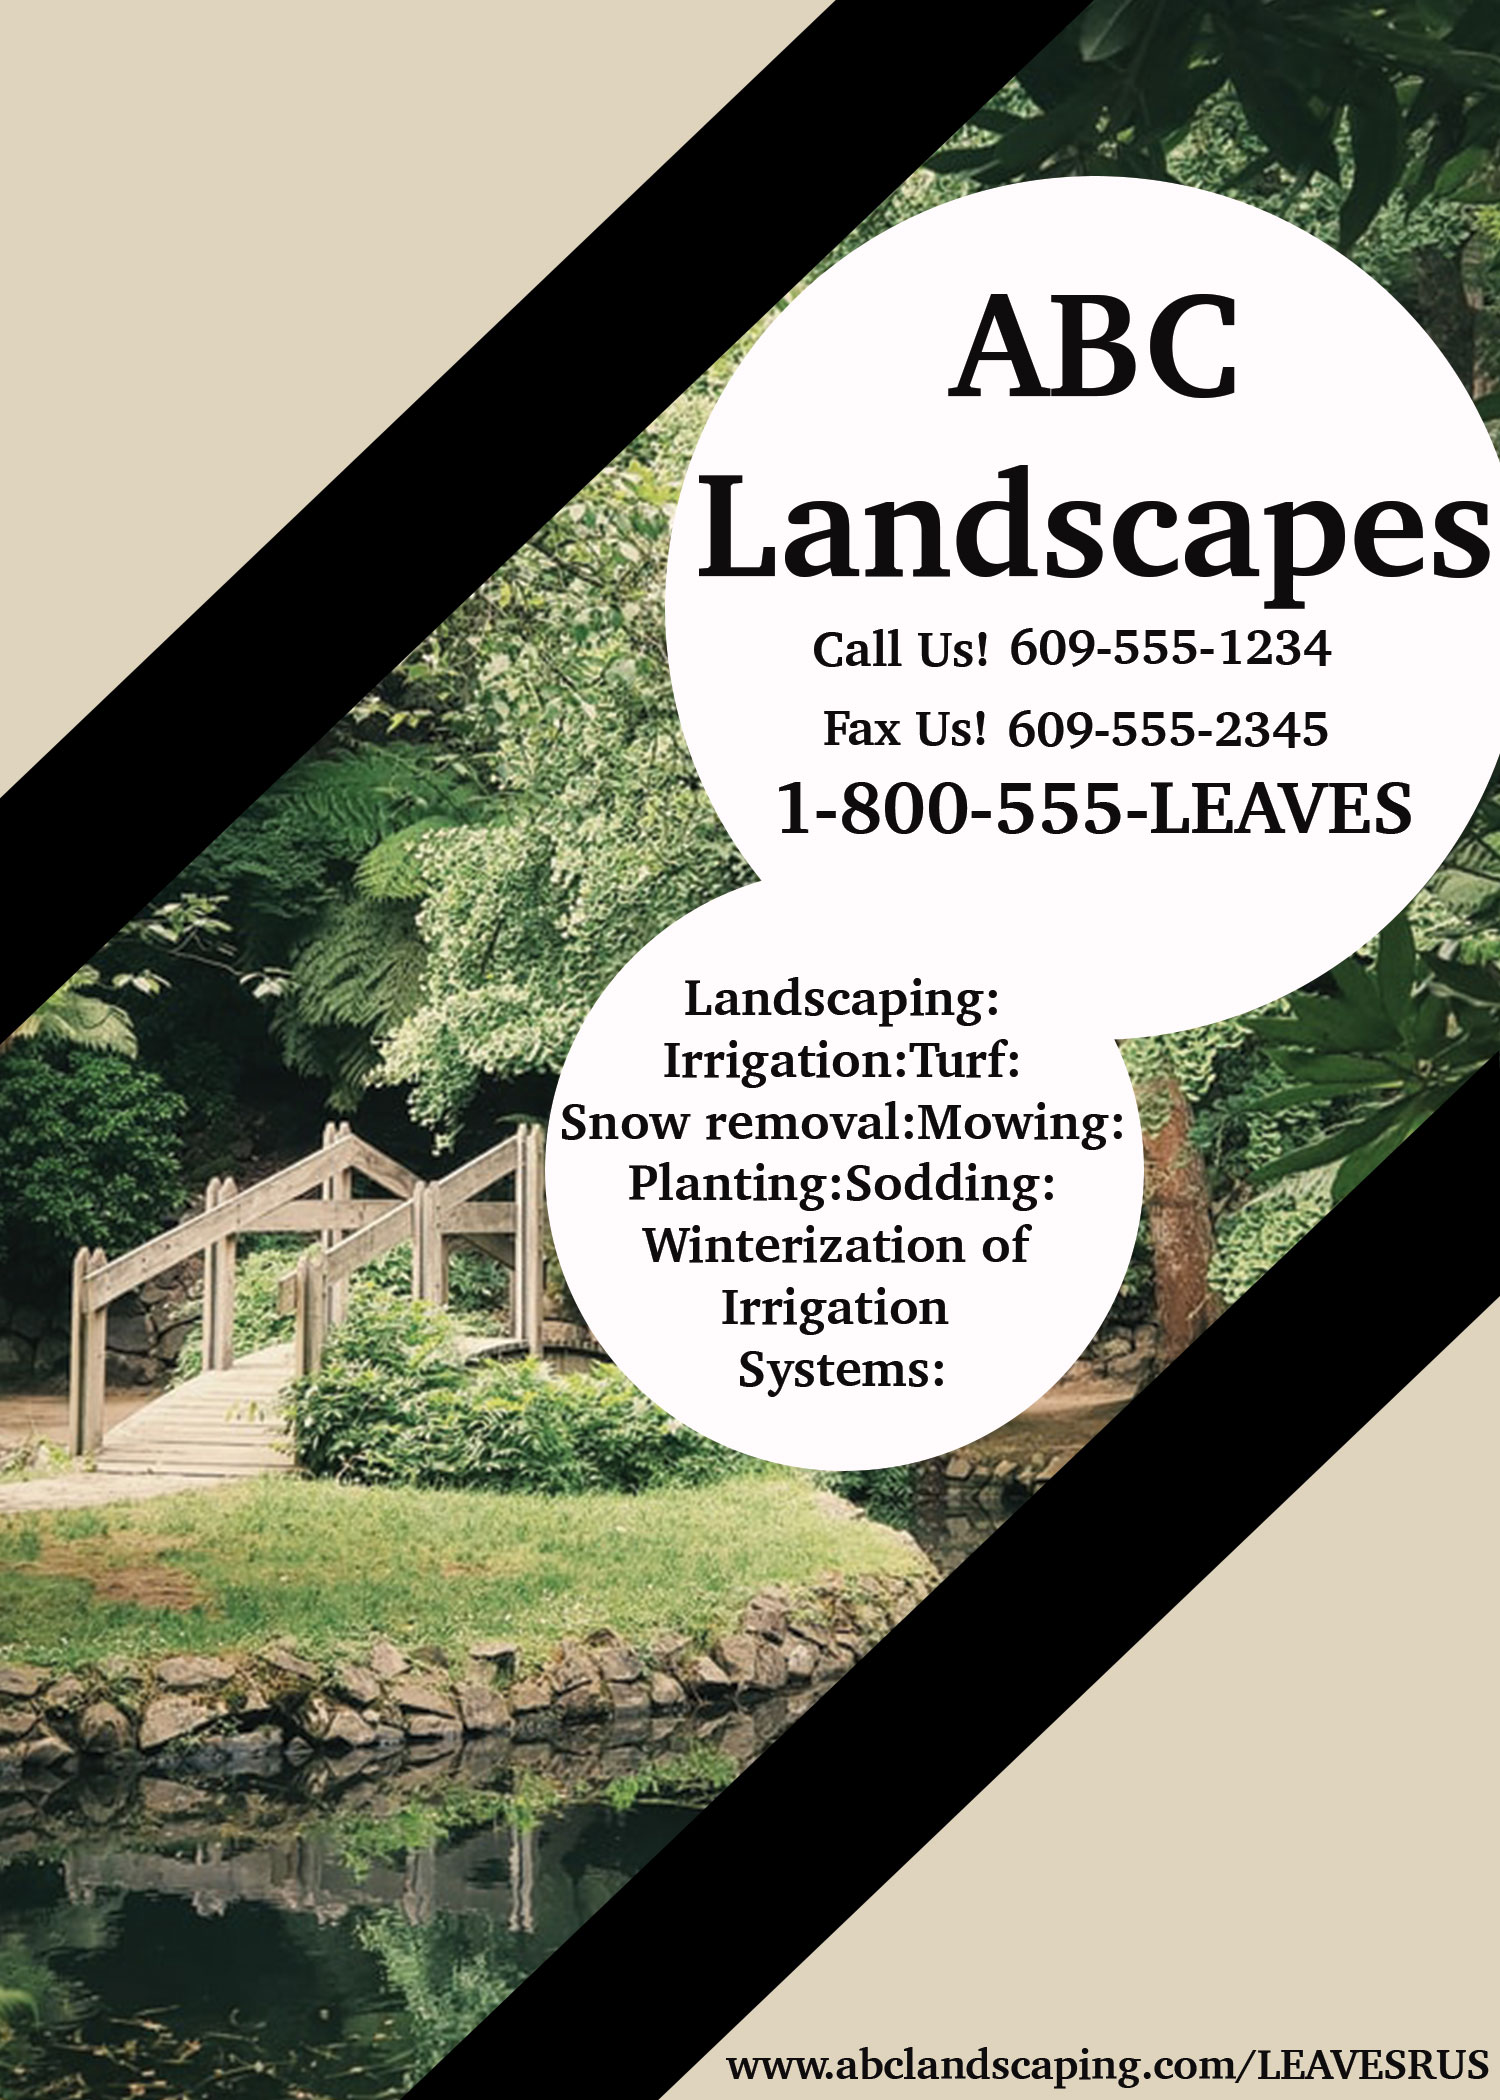 ABC
Landscapes
Call Us! 609-555-1234
Fax Us! 609-555-2345
1-800-555-LEAVES
Landscaping:
Irrigation:Turf:
Snow removal:Mowing:
Planting:Sodding:
Winterization of
Irrigation
Systems:
www.abclandscaping.com/LEAVESRUS